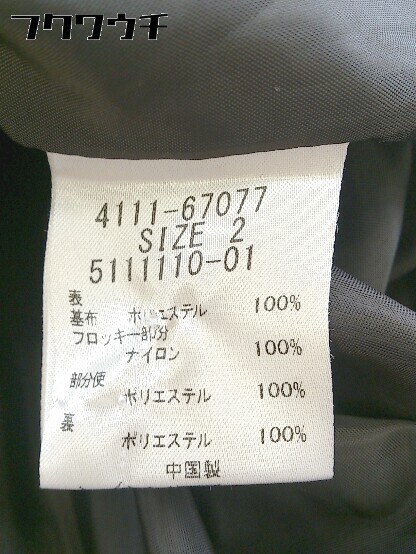 フクワウチ
4111-67077
SIZE 2
5111110-01
表
基布 ポリエステル 100%
フロッキー部分
ナイロン 100%
部分使
ポリエステル 100%
裏
ポリエステル 100%
中国製